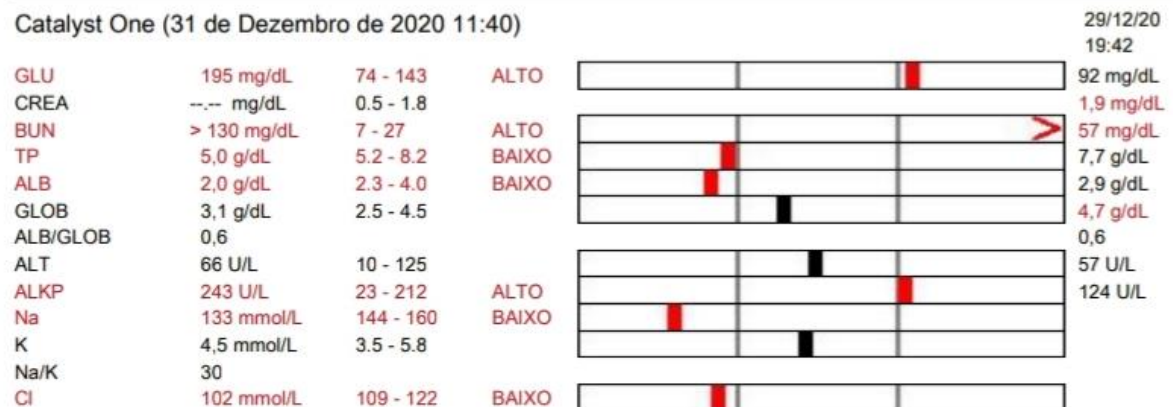 Catalyst One (31 de Dezembro de 2020 11:40) 29/12/20
19:42
GLU 195 mg/dL 74 - 143 ALTO 92 mg/dL
CREA --.-- mg/dL 0.5 - 1.8 1,9 mg/dL
BUN > 130 mg/dL 7 - 27 ALTO > 57 mg/dL
TP 5,0 g/dL 5.2 - 8.2 BAIXO 7,7 g/dL
ALB 2,0 g/dL 2.3 - 4.0 BAIXO 2,9 g/dL
GLOB 3,1 g/dL 2.5 - 4.5 4,7 g/dL
ALB/GLOB 0,6 0,6
ALT 66 U/L 10 - 125 57 U/L
ALKP 243 U/L 23 - 212 ALTO 124 U/L
Na 133 mmol/L 144 - 160 BAIXO
K 4,5 mmol/L 3.5 - 5.8
Na/K 30
Cl 102 mmol/L 109 - 122 BAIXO